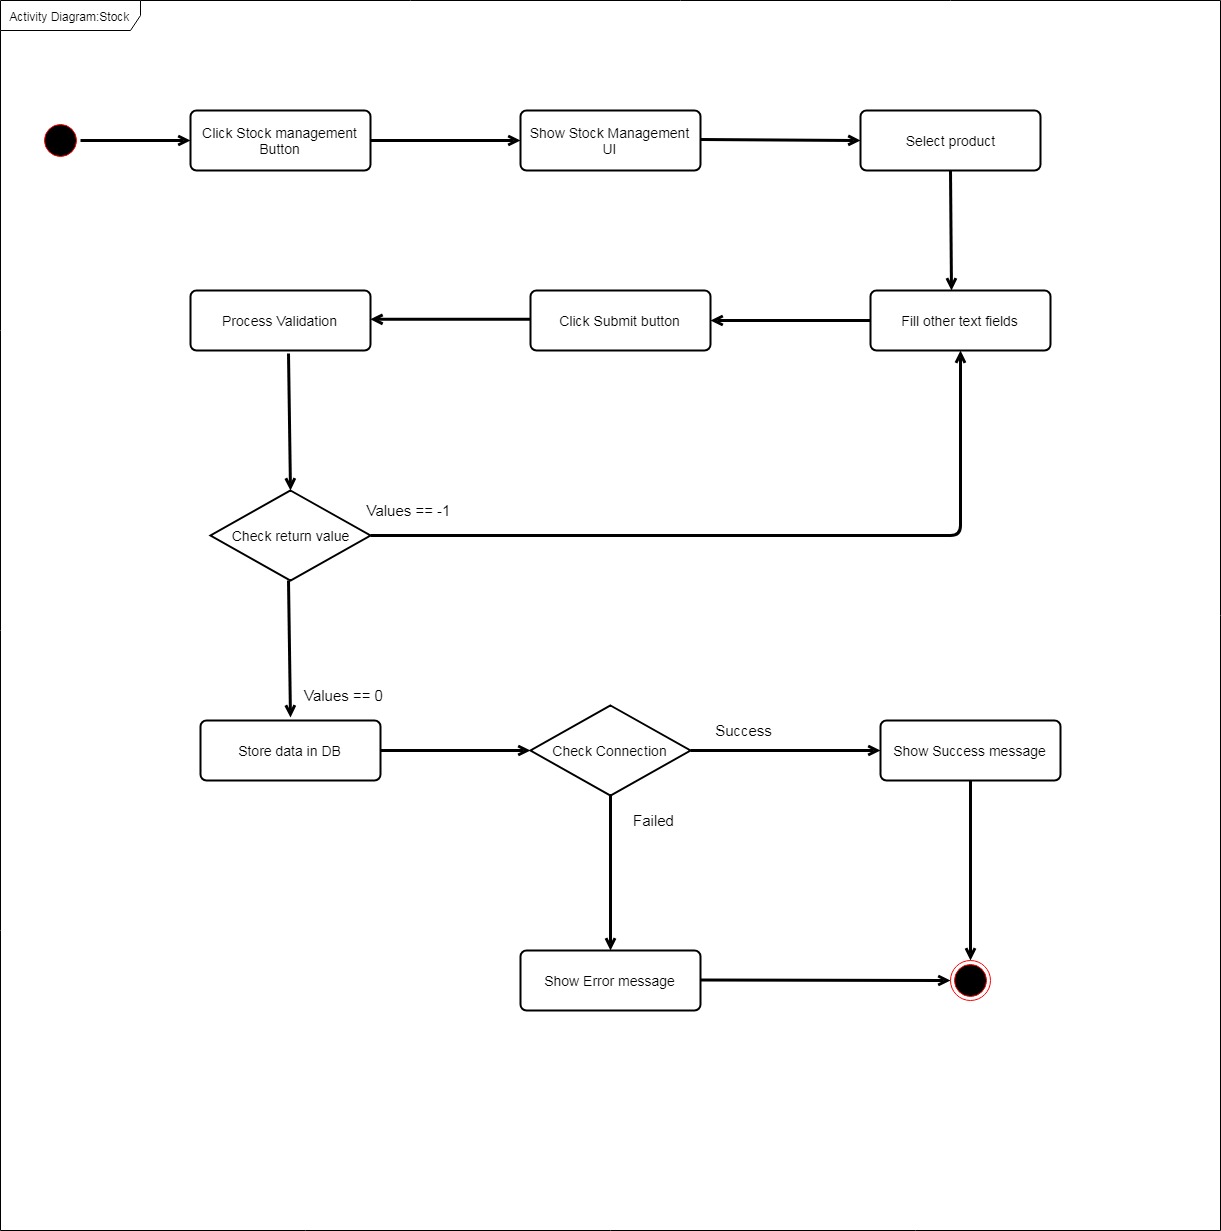 Activity Diagram:Stock
Click Stock management
Button
Show Stock Management
UI
Select product
Process Validation
Click Submit button
Fill other text fields
Values == -1
Check return value
Values == 0
Store data in DB
Check Connection
Success
Show Success message
Failed
Show Error message